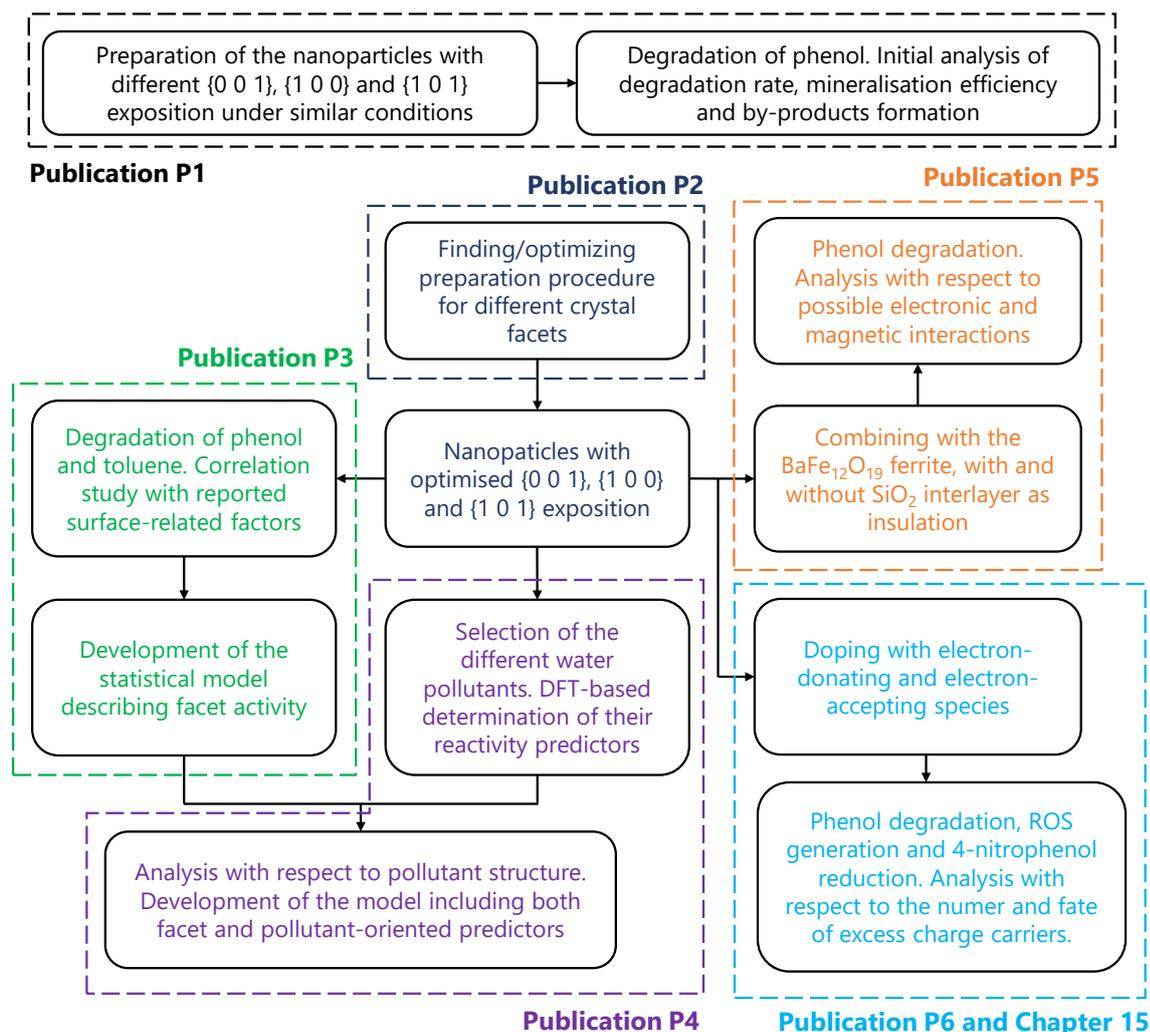 Preparation of the nanoparticles with
different {0 0 1}, {1 0 0} and {1 0 1}
exposition under similar conditions
Degradation of phenol. Initial analysis of
degradation rate, mineralisation efficiency
and by-products formation
Publication P1
Publication P2
Finding/optimizing
preparation procedure
for different crystal
facets
Publication P5
Phenol degradation.
Analysis with respect to
possible electronic and
magnetic interactions
Publication P3
Degradation of phenol
and toluene. Correlation
study with reported
surface-related factors
Nanopaticles with
optimised {0 0 1}, {1 0 0}
and {1 0 1} exposition
Combining with the
BaFe₁₂O₁₉ ferrite, with and
without SiO₂ interlayer as
insulation
Development of the
statistical model
describing facet activity
Selection of the
different water
pollutants. DFT-based
determination of their
reactivity predictors
Doping with electron-
donating and electron-
accepting species
Analysis with respect to pollutant structure.
Development of the model including both
facet and pollutant-oriented predictors
Phenol degradation, ROS
generation and 4-nitrophenol
reduction. Analysis with
respect to the numer and fate
of excess charge carriers.
Publication P4
Publication P6 and Chapter 15